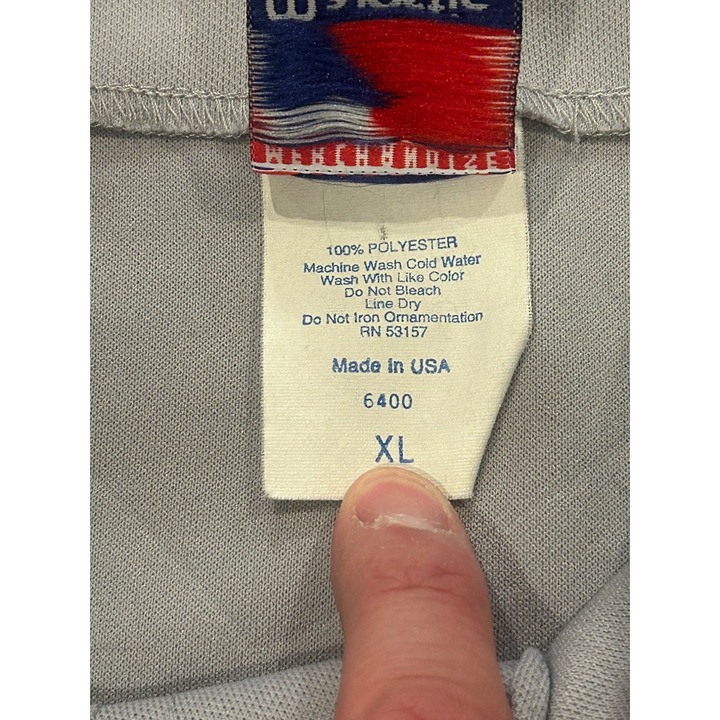 MERCHANDIZE
100% POLYESTER
Machine Wash Cold Water
Wash With Like Color
Do Not Bleach
Line Dry
Do Not Iron Ornamentation
RN 53157
Made In USA
6400
XL